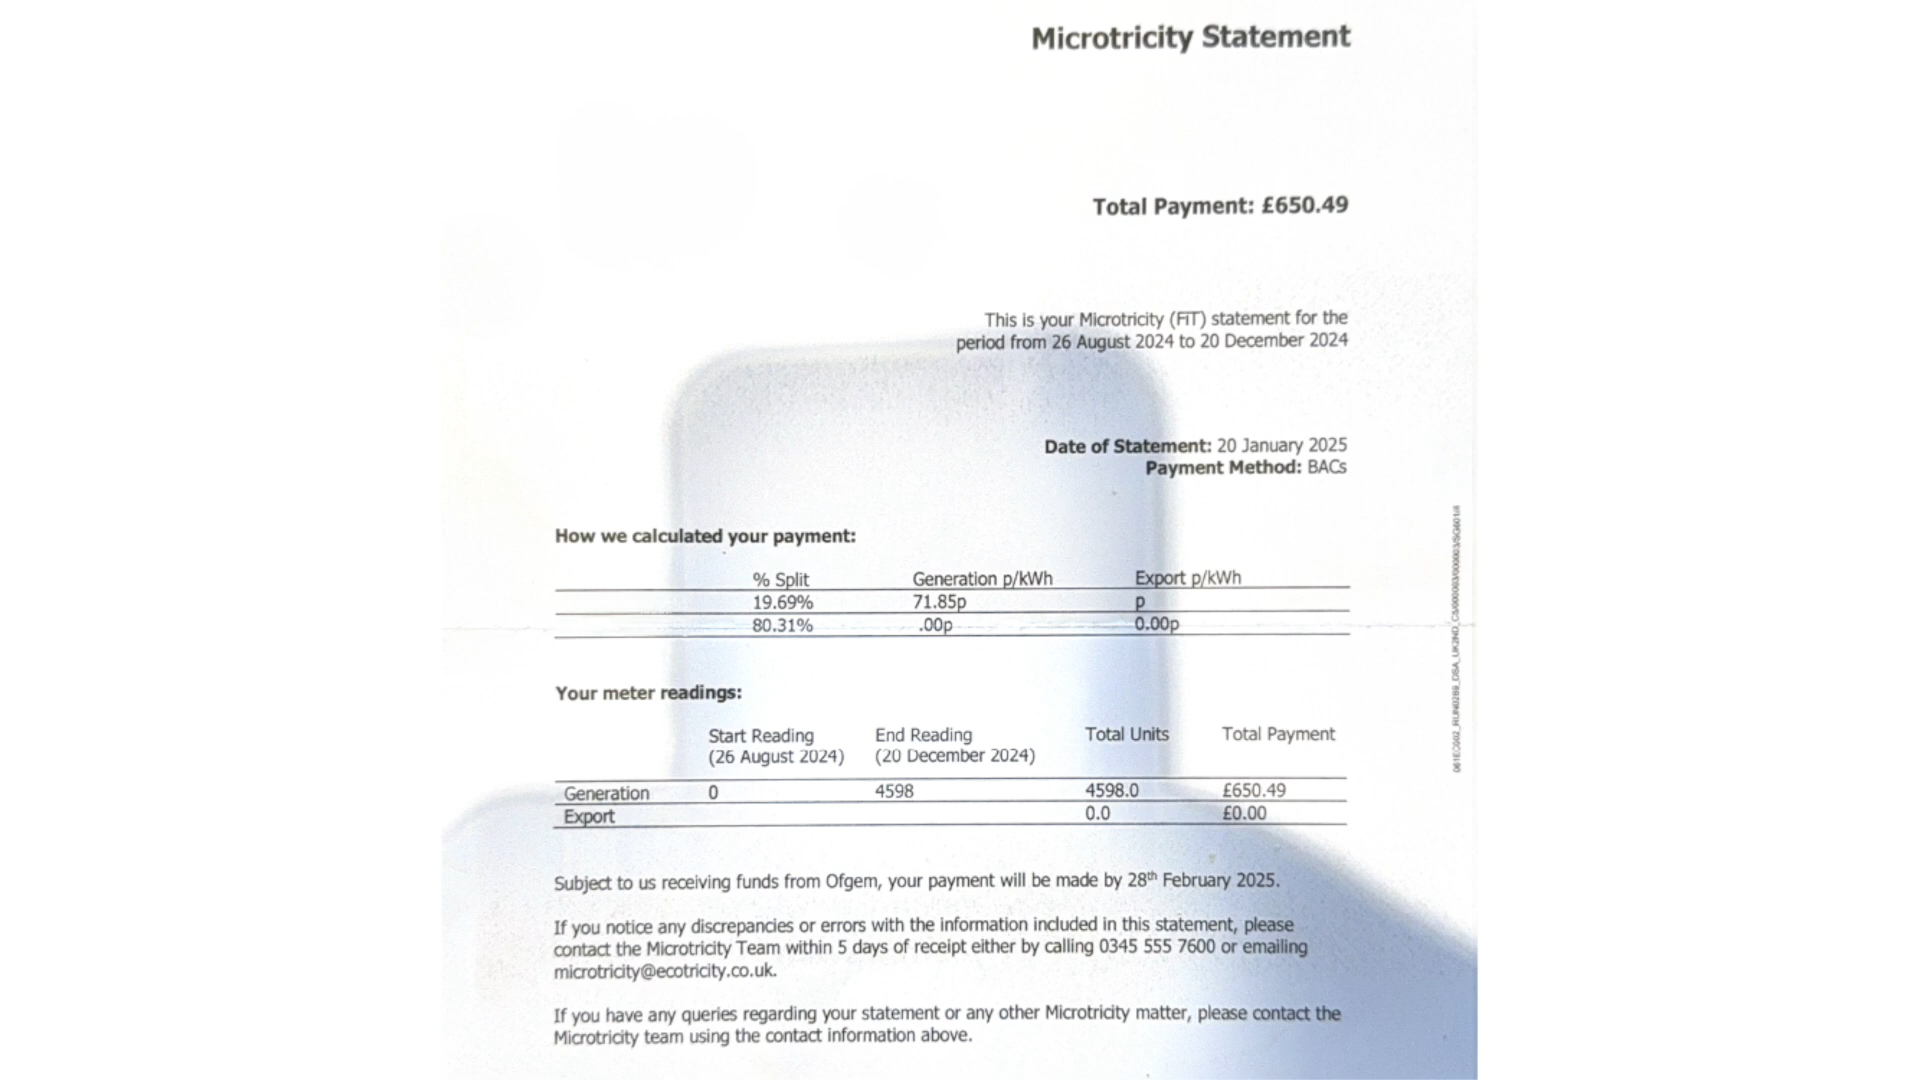 Microtricity Statement
Total Payment: £650.49
This is your Microtricity (FiT) statement for the
period from 26 August 2024 to 20 December 2024
Date of Statement: 20 January 2025
Payment Method: BACs
How we calculated your payment:
% Split Generation p/kWh Export p/kWh
19.69% 71.85p p
80.31% .00p 0.00p
Your meter readings:
Start Reading End Reading Total Units Total Payment
(26 August 2024) (20 December 2024)
Generation 0 4598 4598.0 £650.49
Export 0.0 £0.00
Subject to us receiving funds from Ofgem, your payment will be made by 28th February 2025.
If you notice any discrepancies or errors with the information included in this statement, please
contact the Microtricity Team within 5 days of receipt either by calling 0345 555 7600 or emailing
microtricity@ecotricity.co.uk.
If you have any queries regarding your statement or any other Microtricity matter, please contact the
Microtricity team using the contact information above.